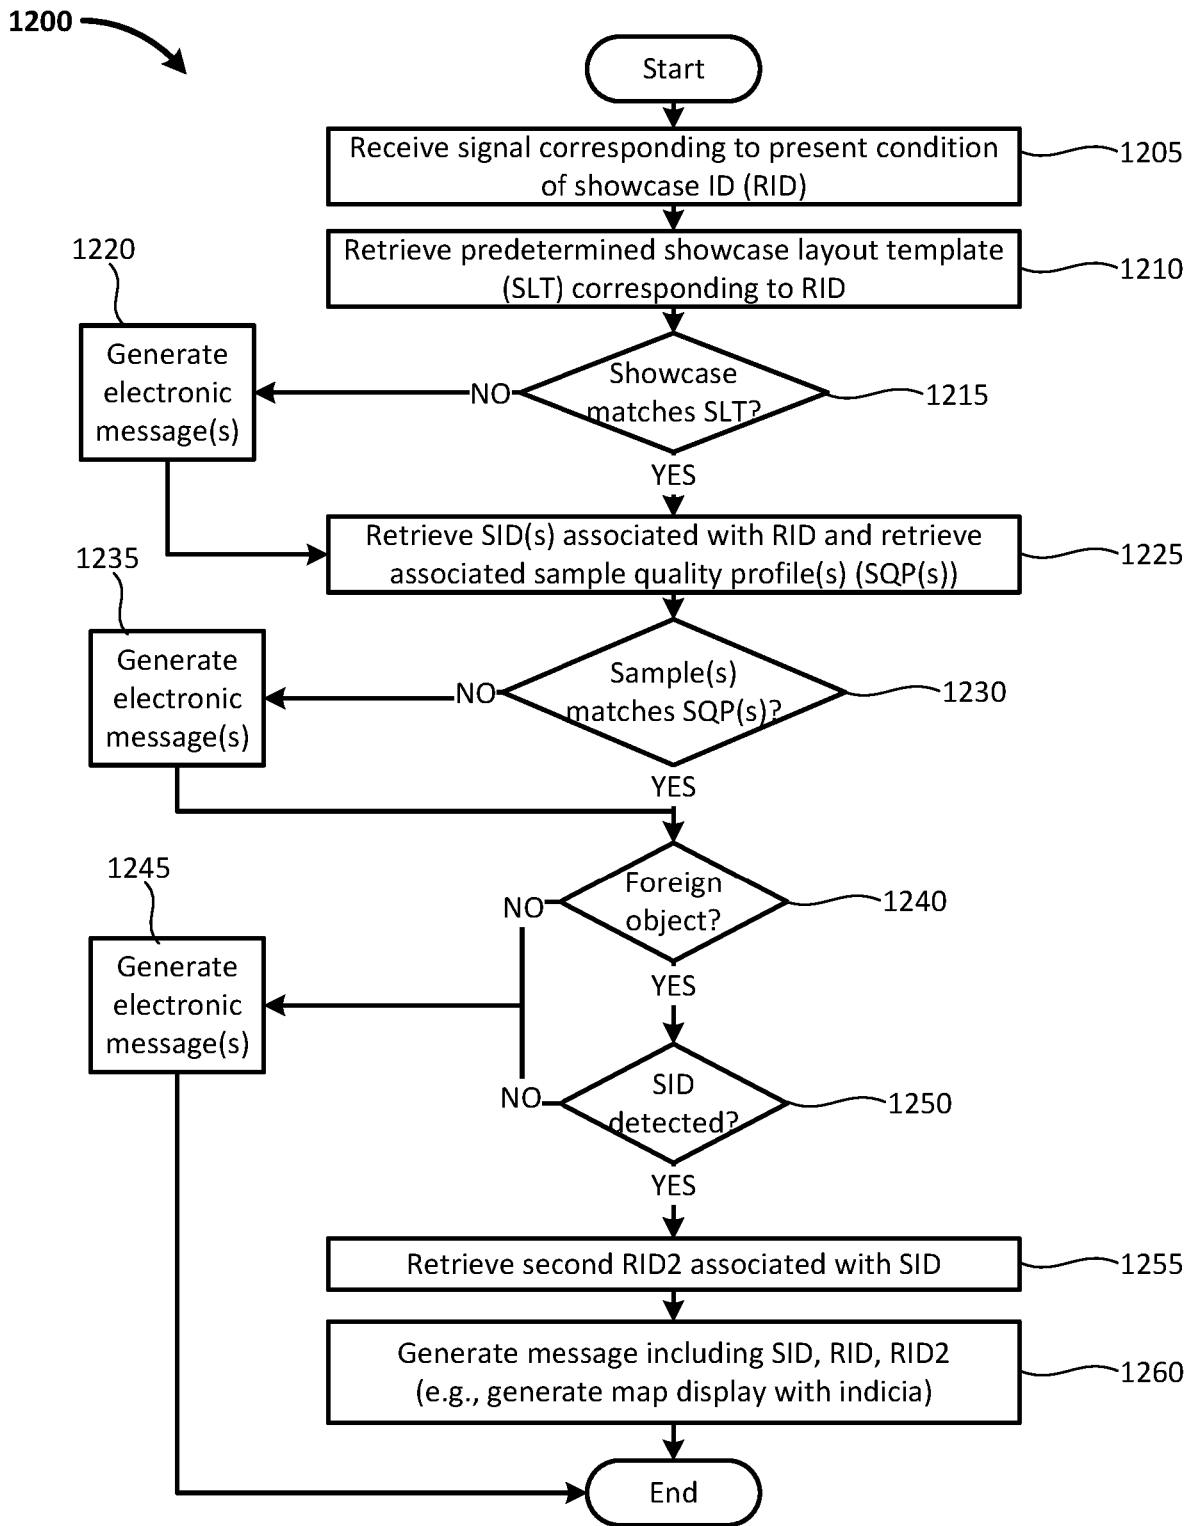 1200
Start
Receive signal corresponding to present condition
of showcase ID (RID)
1205
Retrieve predetermined showcase layout template
(SLT) corresponding to RID
1210
1220
Generate
electronic
message(s)
NO
Showcase
matches SLT?
1215
YES
Retrieve SID(s) associated with RID and retrieve
associated sample quality profile(s) (SQP(s))
1225
1235
Generate
electronic
message(s)
NO
Sample(s)
matches SQP(s)?
1230
YES
1245
Generate
electronic
message(s)
NO
Foreign
object?
1240
YES
NO
SID
detected?
1250
YES
Retrieve second RID2 associated with SID
1255
Generate message including SID, RID, RID2
(e.g., generate map display with indicia)
1260
End